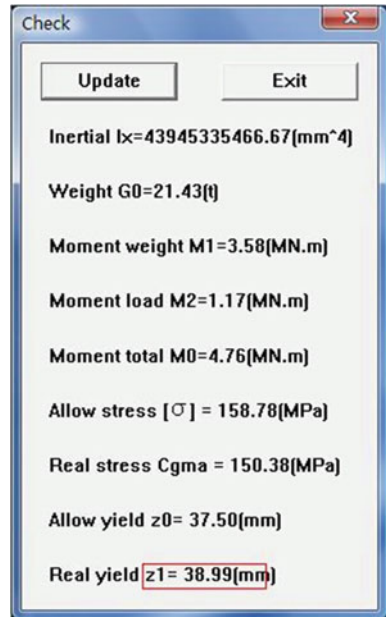 Check
Update Exit
Inertial Ix=43945335466.67(mm^4)
Weight G0=21.43(t)
Moment weight M1=3.58(MN.m)
Moment load M2=1.17(MN.m)
Moment total M0=4.76(MN.m)
Allow stress [σ] = 158.78(MPa)
Real stress Cgma = 150.38(MPa)
Allow yield z0= 37.50(mm)
Real yield z1= 38.99(mm)